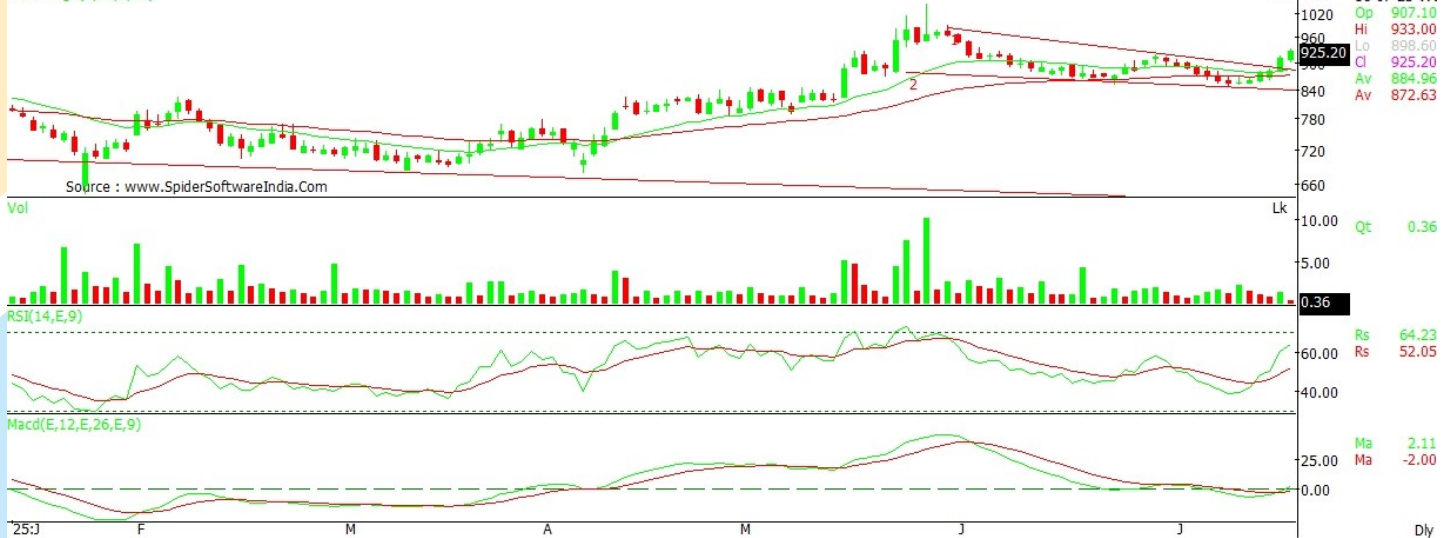 1020
Op 907.10
960
Hi 933.00
925.20
Lo 898.60
Cl 925.20
840
Av 884.96
Av 872.63
780
720
660
1
2
Source : www.SpiderSoftwareIndia.Com
Vol
Lk
10.00
Qt 0.36
5.00
0.36
RSI(14,E,9)
Rs 64.23
60.00
Rs 52.05
40.00
Macd(E,12,E,26,E,9)
Ma 2.11
25.00
Ma -2.00
0.00
'25:J F M A M J J
Dly